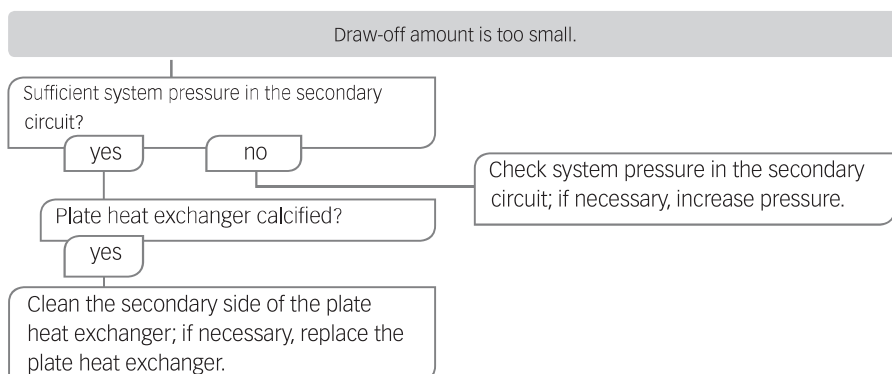 Draw-off amount is too small.
Sufficient system pressure in the secondary
circuit?
yes
no
Check system pressure in the secondary
circuit; if necessary, increase pressure.
Plate heat exchanger calcified?
yes
Clean the secondary side of the plate
heat exchanger; if necessary, replace the
plate heat exchanger.